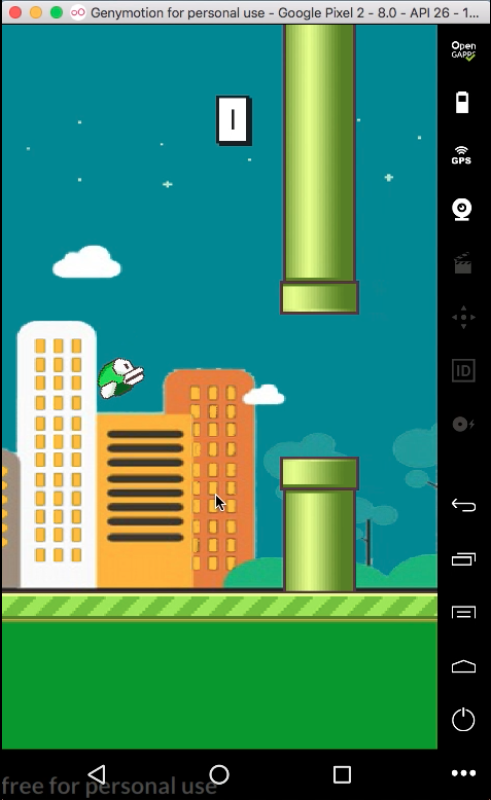 Genymotion for personal use - Google Pixel 2 - 8.0 - API 26 - 1...
Open
GAPPS
GPS
ID
free for personal use